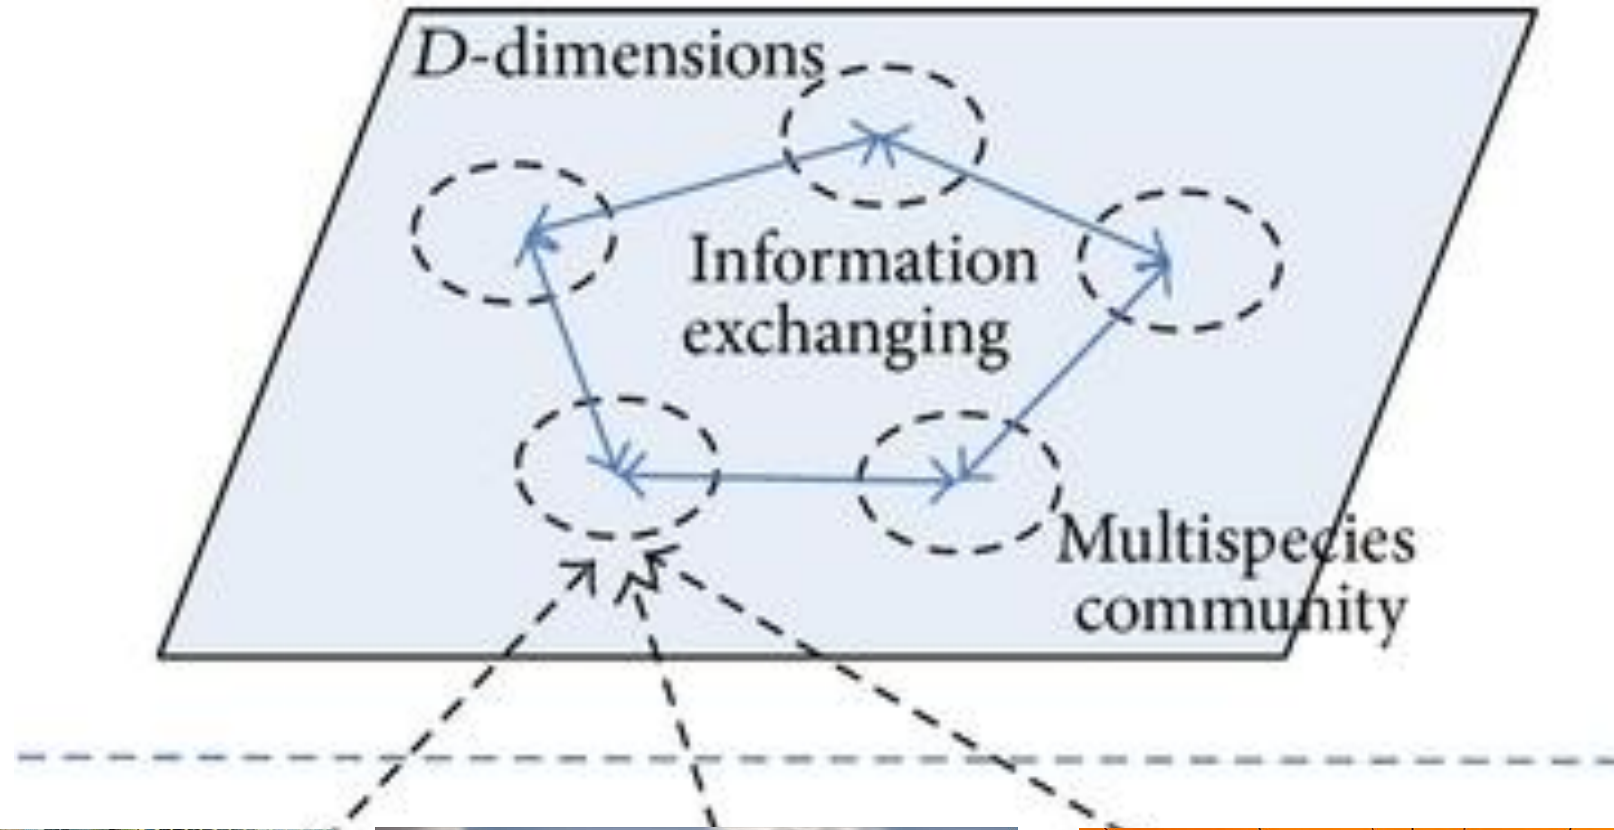 D-dimensions
Information
exchanging
Multispecies
community